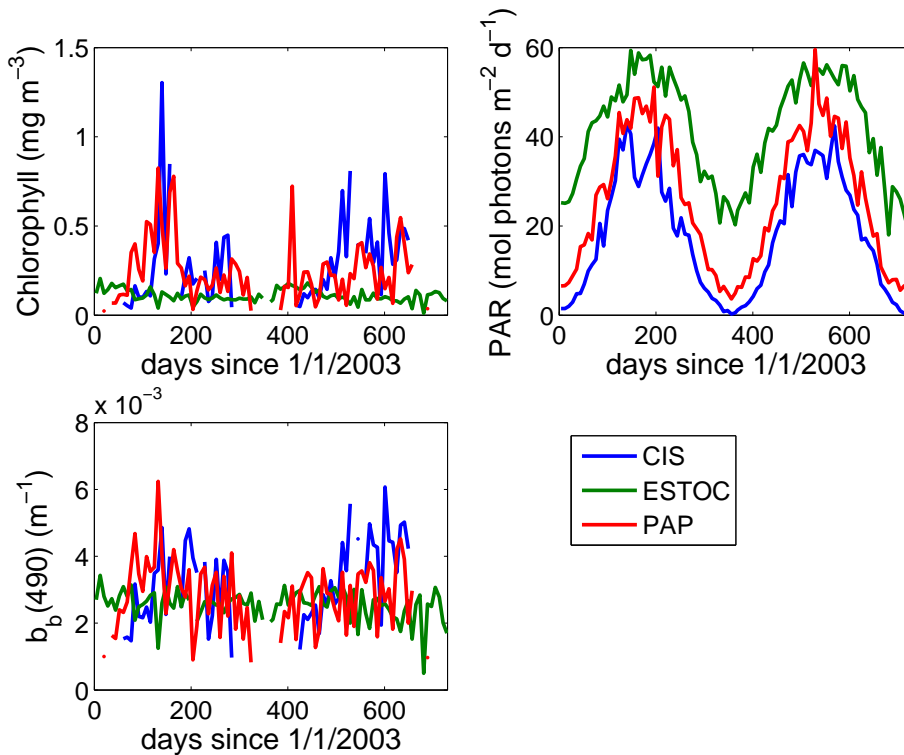 1.5
1
0.5
0
0 200 400 600
Chlorophyll (mg m−3)
days since 1/1/2003
60
40
20
0
0 200 400 600
PAR (mol photons m−2 d−1)
days since 1/1/2003
x 10−3
8
6
4
2
0
0 200 400 600
bb(490) (m−1)
days since 1/1/2003
CIS
ESTOC
PAP